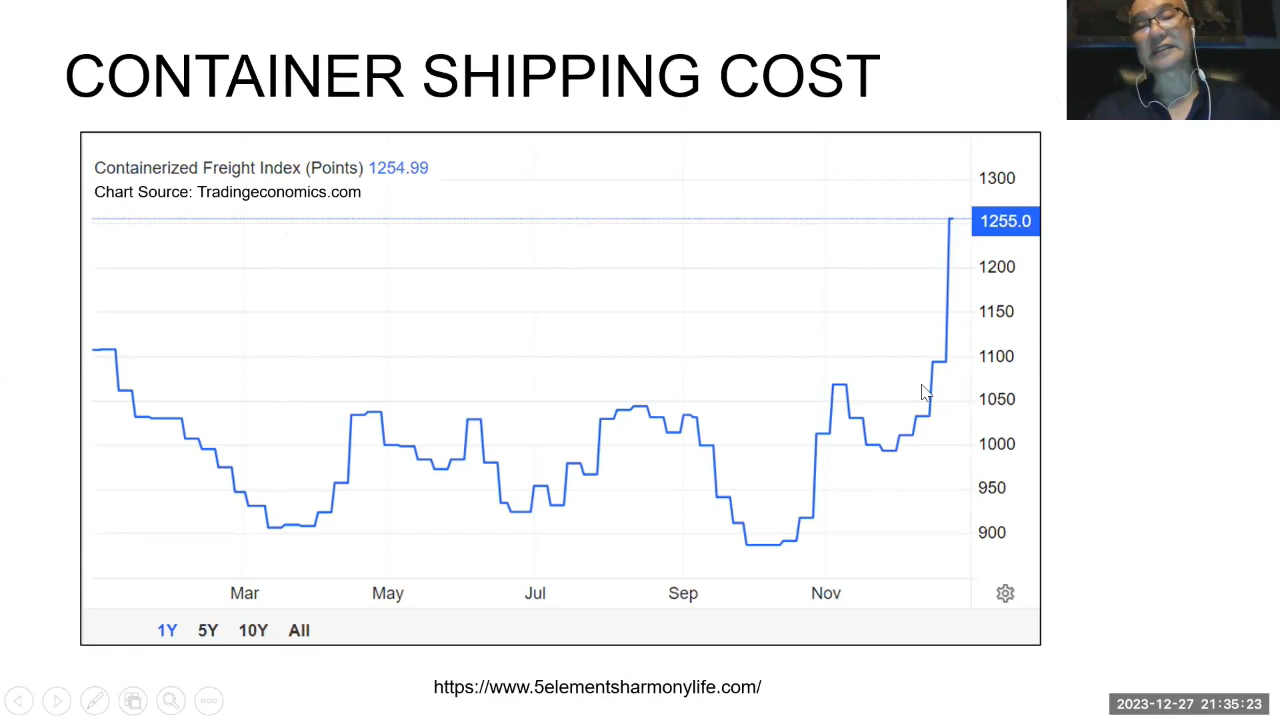 CONTAINER SHIPPING COST
Containerized Freight Index (Points) 1254.99
Chart Source: Tradingeconomics.com
1300
1255.0
1200
1150
1100
1050
1000
950
900
Mar May Jul Sep Nov
1Y 5Y 10Y All
https://www.5elementsharmonylife.com/
2023-12-27 21:35:23